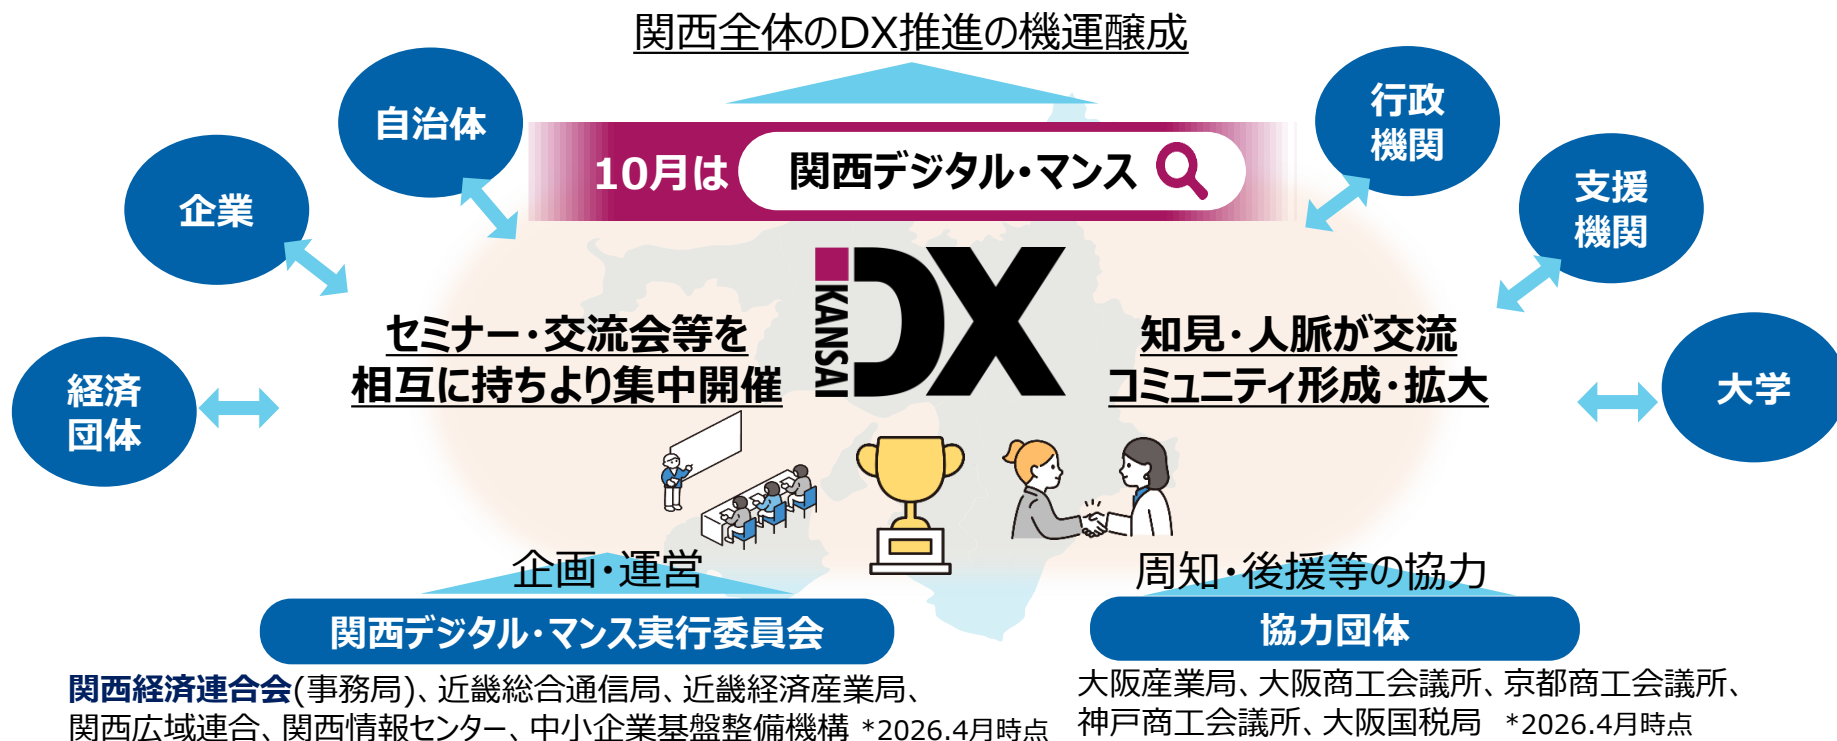 関西全体のDX推進の機運醸成
自治体
行政
機関
10月は
関西デジタル・マンス
企業
支援
機関
KANSAI
DX
セミナー・交流会等を
相互に持ちより集中開催
知見・人脈が交流
コミュニティ形成・拡大
経済
団体
大学
企画・運営
周知・後援等の協力
関西デジタル・マンス実行委員会
協力団体
関西経済連合会(事務局)、近畿総合通信局、近畿経済産業局、
関西広域連合、関西情報センター、中小企業基盤整備機構 *2026.4月時点
大阪産業局、大阪商工会議所、京都商工会議所、
神戸商工会議所、大阪国税局 *2026.4月時点